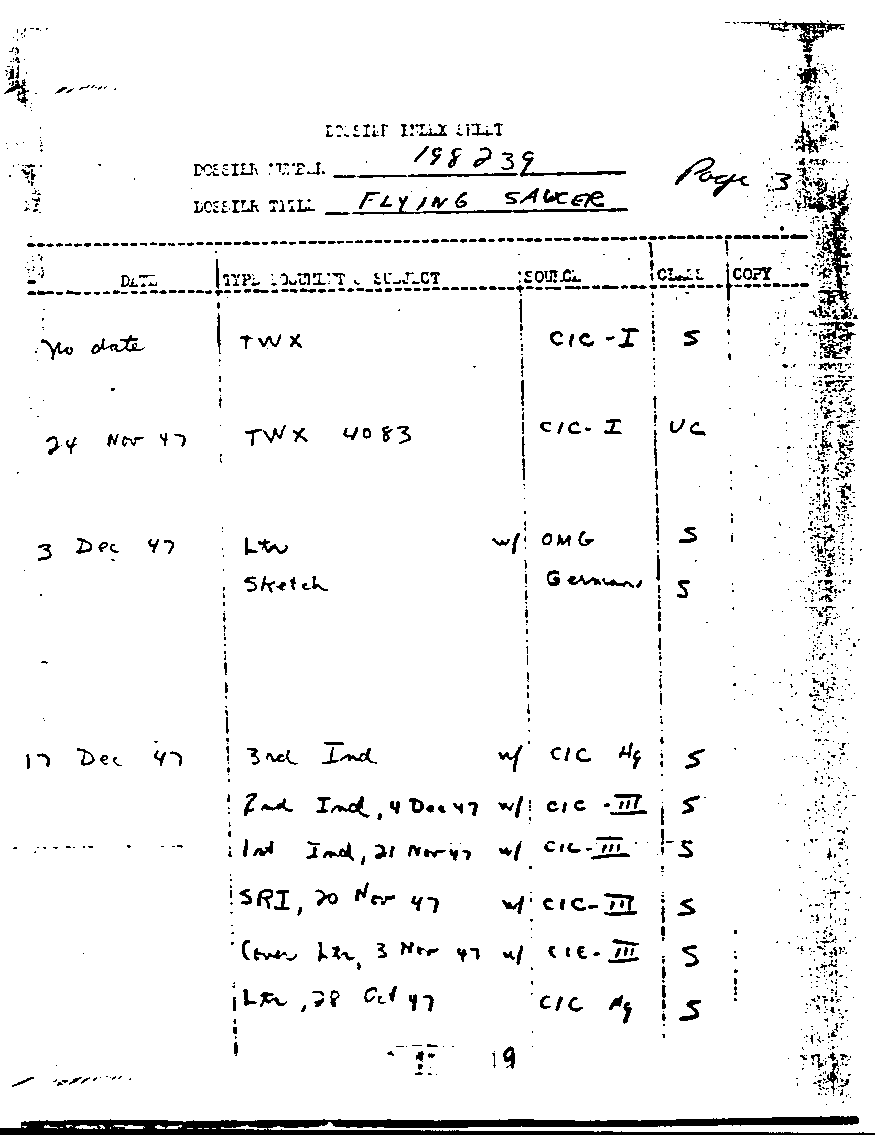 DOSSIER INDEX SHEET
DOSSIER NUMBER 198239
Page 3
DOSSIER TITLE FLYING SAUCER
DATE TYPE DOCUMENT & SUBJECT SOURCE CLASS COPY
No date TWX CIC-I S
24 Nov 47 TWX 4083 CIC-I UC
3 Dec 47 Ltr w/ OMG S
Sketch Germans S
17 Dec 47 3rd Ind w/ CIC Hq S
2nd Ind, 4 Dec 47 w/ CIC-III S
1st Ind, 21 Nov 47 w/ CIC-III S
SRI, 20 Nov 47 w/ CIC-III S
Cover Ltr, 3 Nov 47 w/ CIC-III S
Ltr, 28 Oct 47 CIC Hq S
19